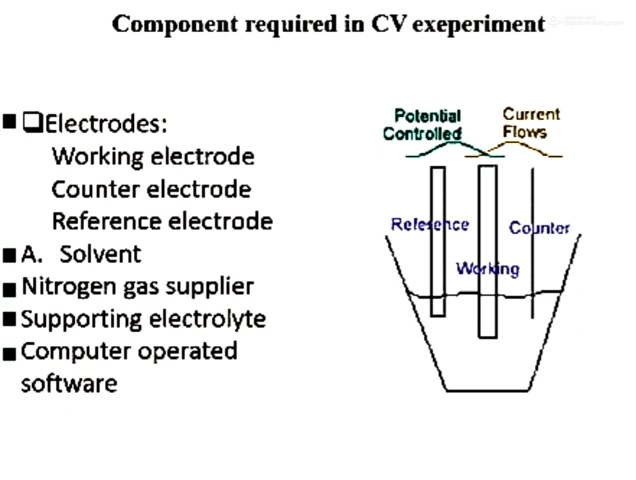 Component required in CV exeperiment
❑Electrodes:
Working electrode
Counter electrode
Reference electrode
A. Solvent
Nitrogen gas supplier
Supporting electrolyte
Computer operated
software
Potential
Controlled
Current
Flows
Reference
Counter
Working